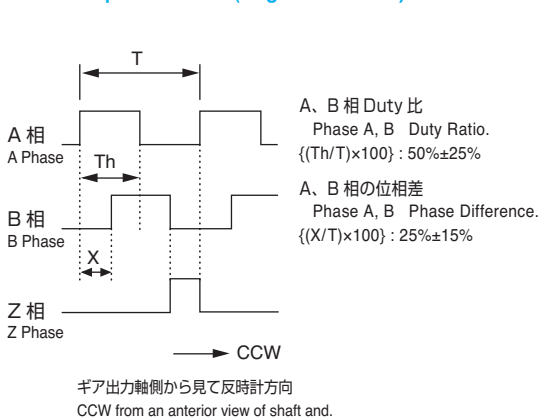 T
A 相
A Phase
Th
B 相
B Phase
X
Z 相
Z Phase
CCW
A、B 相 Duty 比
Phase A, B Duty Ratio.
{(Th/T)×100} : 50%±25%
A、B 相の位相差
Phase A, B Phase Difference.
{(X/T)×100} : 25%±15%
ギア出力軸側から見て反時計方向
CCW from an anterior view of shaft and.